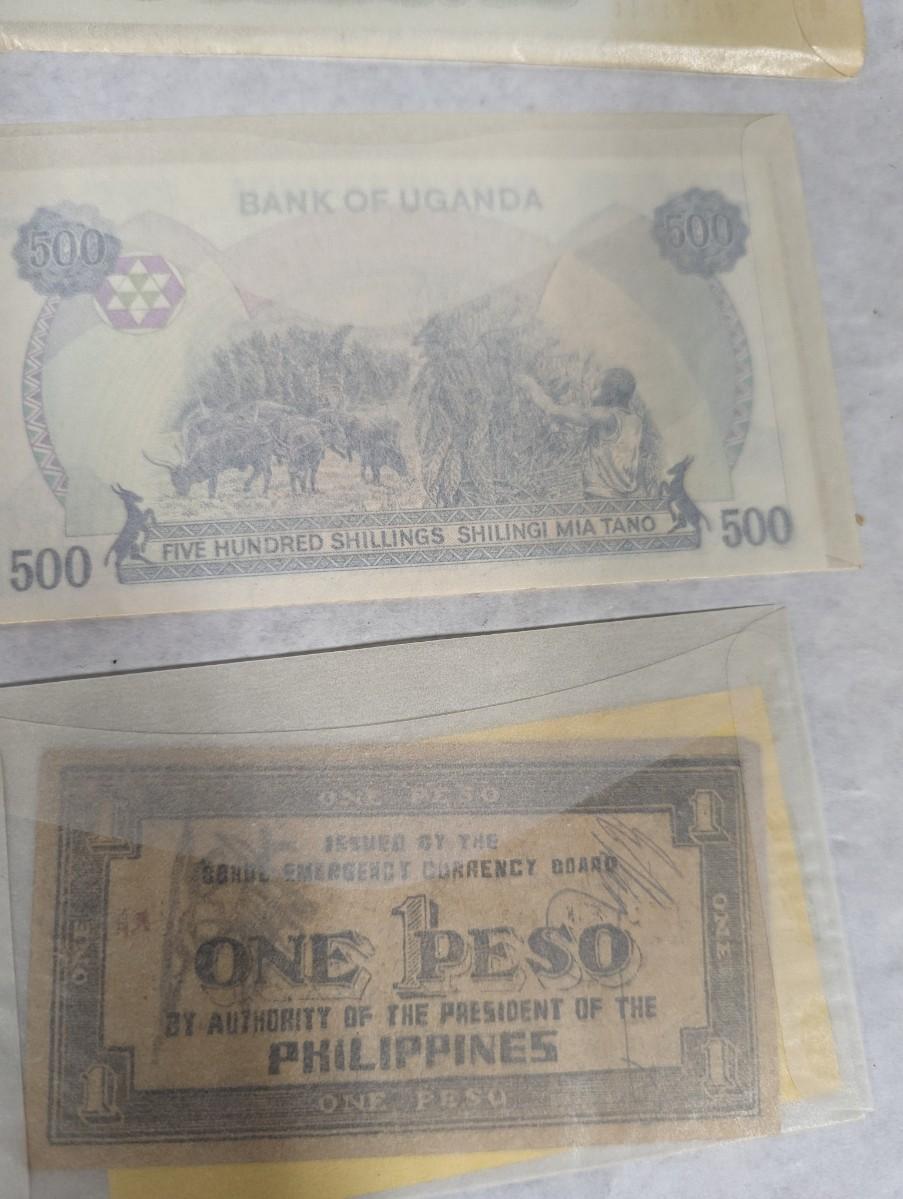 BANK OF UGANDA
500
500
500
FIVE HUNDRED SHILLINGS SHILINGI MIA TANO
500
ONE PESO
1
1
ISSUED BY THE
EMERGENCY CURRENCY BOARD
ONE
ONE
ONE 1 PESO
BY AUTHORITY OF THE PRESIDENT OF THE
PHILIPPINES
1
1
ONE PESO